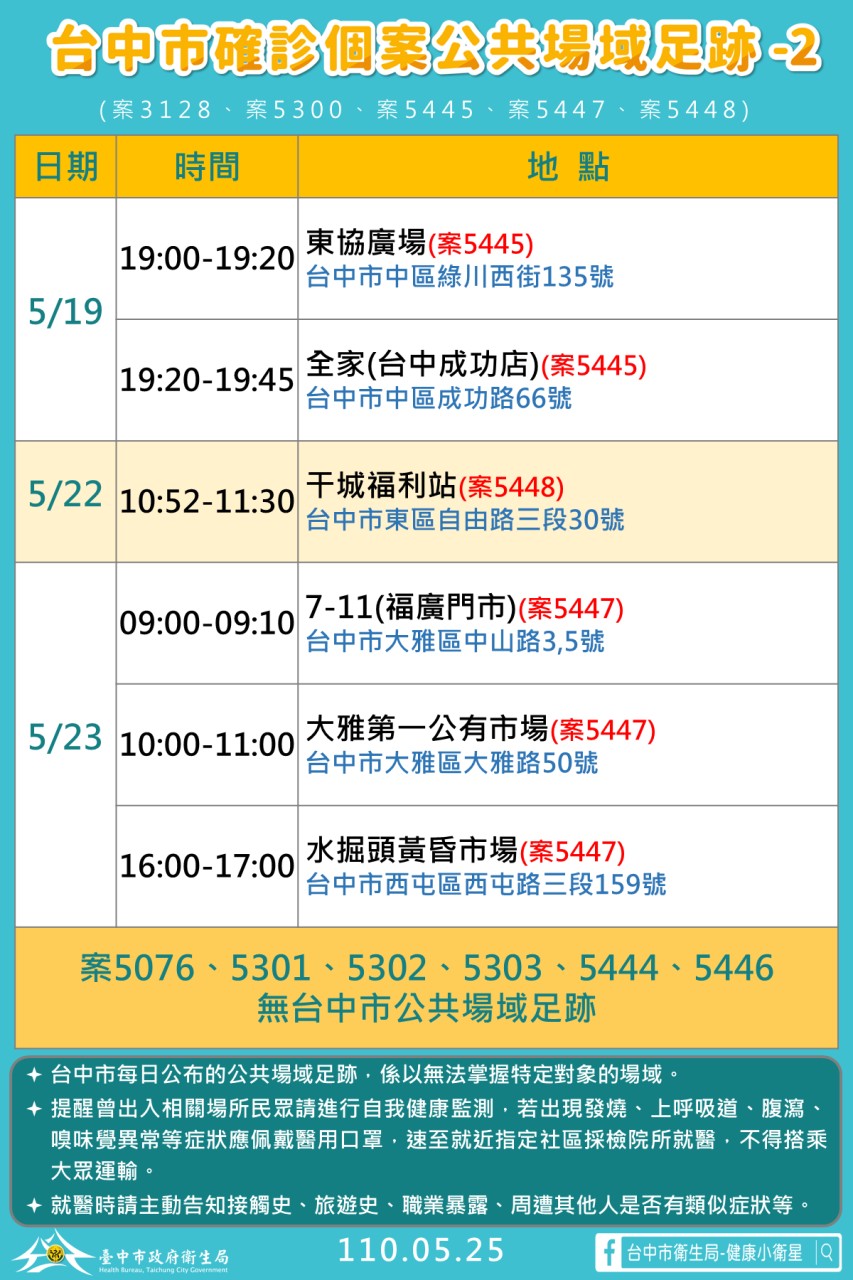 台中市確診個案公共場域足跡-2
(案3128、案5300、案5445、案5447、案5448)
日期 時間 地 點
5/19
19:00-19:20
東協廣場(案5445)
台中市中區綠川西街135號
19:20-19:45
全家(台中成功店)(案5445)
台中市中區成功路66號
5/22
10:52-11:30
干城福利站(案5448)
台中市東區自由路三段30號
5/23
09:00-09:10
7-11(福廣門市)(案5447)
台中市大雅區中山路3,5號
10:00-11:00
大雅第一公有市場(案5447)
台中市大雅區大雅路50號
16:00-17:00
水掘頭黃昏市場(案5447)
台中市西屯區西屯路三段159號
案5076、5301、5302、5303、5444、5446
無台中市公共場域足跡
台中市每日公布的公共場域足跡，係以無法掌握特定對象的場域。
提醒曾出入相關場所民眾請進行自我健康監測，若出現發燒、上呼吸道、腹瀉、
嗅味覺異常等症狀應佩戴醫用口罩，速至就近指定社區採檢院所就醫，不得搭乘
大眾運輸。
就醫時請主動告知接觸史、旅遊史、職業暴露、周遭其他人是否有類似症狀等。
臺中市政府衛生局
Health Bureau, Taichung City Government
110.05.25
台中市衛生局-健康小衛星